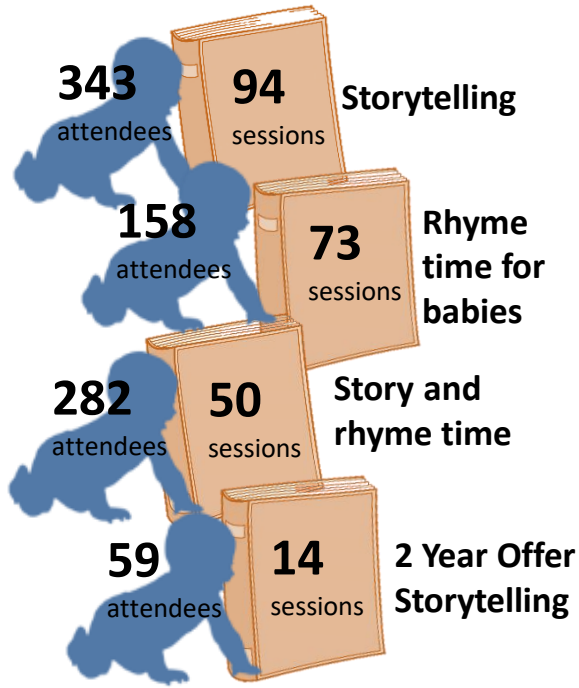 343
attendees
94
sessions
Storytelling
158
attendees
73
sessions
Rhyme
time for
babies
282
attendees
50
sessions
Story and
rhyme time
59
attendees
14
sessions
2 Year Offer
Storytelling